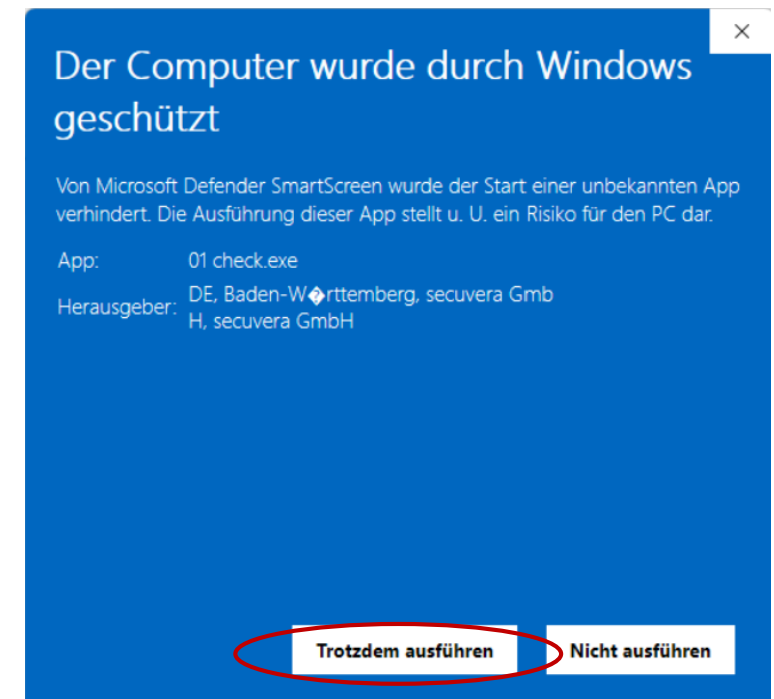 Der Computer wurde durch Windows
geschützt
Von Microsoft Defender SmartScreen wurde der Start einer unbekannten App
verhindert. Die Ausführung dieser App stellt u. U. ein Risiko für den PC dar.
App: 01 check.exe
Herausgeber: DE, Baden-W�rttemberg, secuvera Gmb
H, secuvera GmbH
Trotzdem ausführen Nicht ausführen